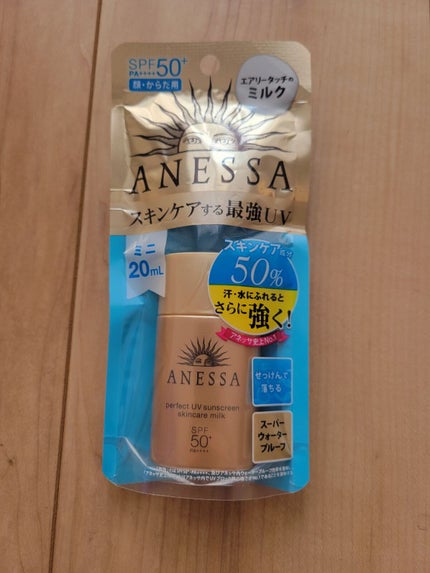 SPF50+
PA++++
顔・からだ用
エアリータッチの
ミルク
ANESSA
スキンケアする最強UV
ミニ
20mL
スキンケア成分
50%
汗・水にふれると
さらに強く!
アネッサ史上No.1
ANESSA
perfect UV sunscreen
skincare milk
SPF
50+
PA++++
せっけんで
落ちる
スーパー
ウォーター
プルーフ